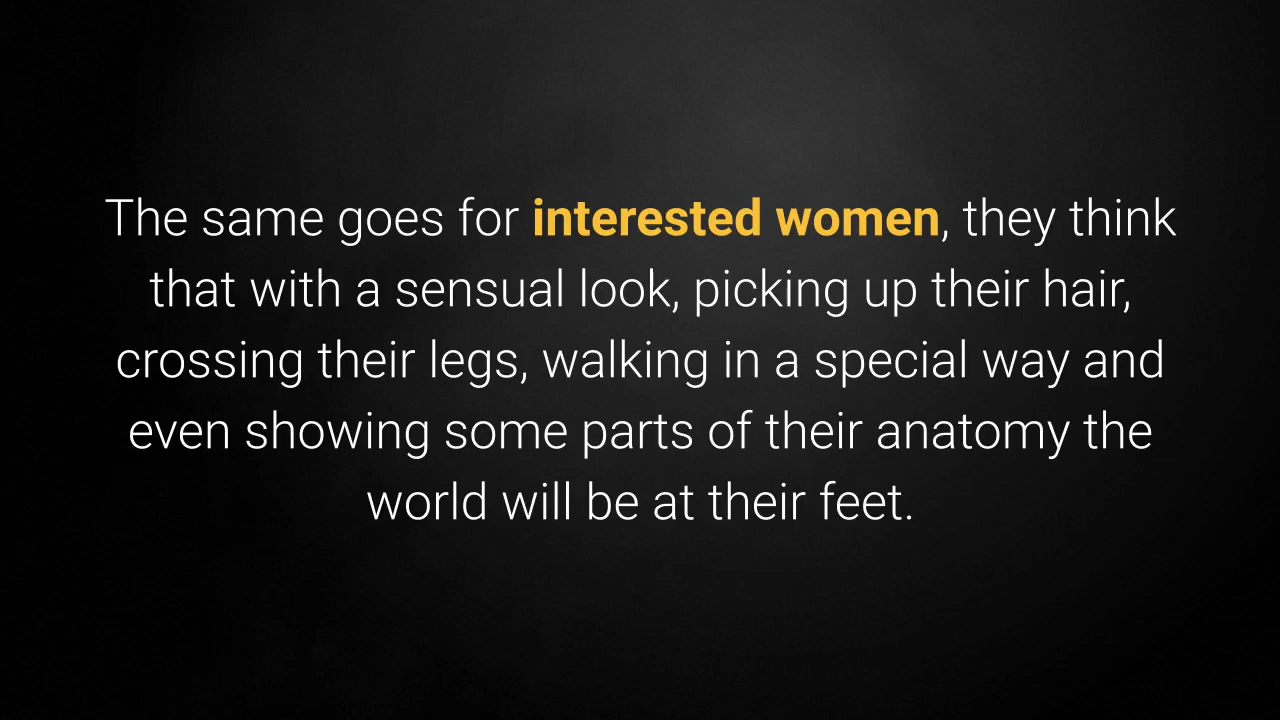 The same goes for interested women, they think
that with a sensual look, picking up their hair,
crossing their legs, walking in a special way and
even showing some parts of their anatomy the
world will be at their feet.